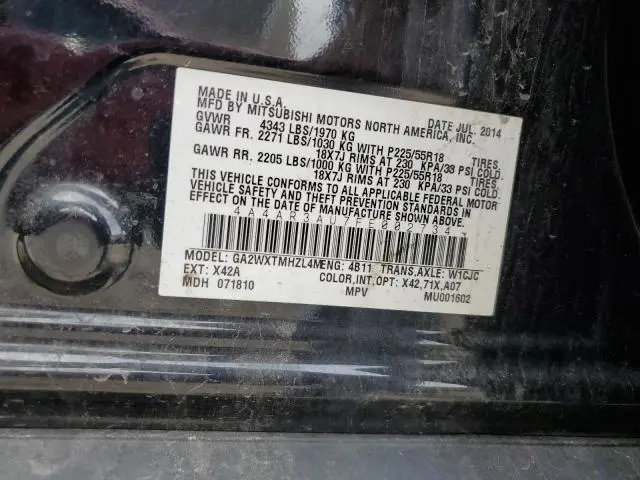 MADE IN U.S.A. DATE JUL. 2014
MFD BY MITSUBISHI MOTORS NORTH AMERICA, INC.
GVWR 4343 LBS/1970 KG
GAWR FR. 2271 LBS/1030 KG WITH P225/55R18 TIRES,
18X7J RIMS AT 230 KPA/33 PSI COLD.
GAWR RR. 2205 LBS/1000 KG WITH P225/55R18 TIRES,
18X7J RIMS AT 230 KPA/33 PSI COLD.
THIS VEHICLE CONFORMS TO ALL APPLICABLE FEDERAL MOTOR
VEHICLE SAFETY AND THEFT PREVENTION STANDARDS IN
EFFECT ON THE DATE OF MANUFACTURE SHOWN ABOVE.
4A4AR3AU7FE002734
MODEL: GA2WXTMHZL4M ENG: 4B11 TRANS,AXLE: W1CJC
EXT: X42A COLOR,INT,OPT: X42,71X,A07
MDH 071810 MPV MU001602